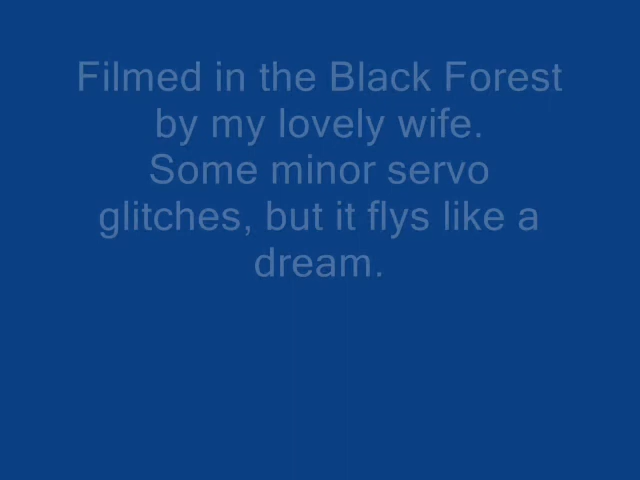 Filmed in the Black Forest
by my lovely wife.
Some minor servo
glitches, but it flys like a
dream.